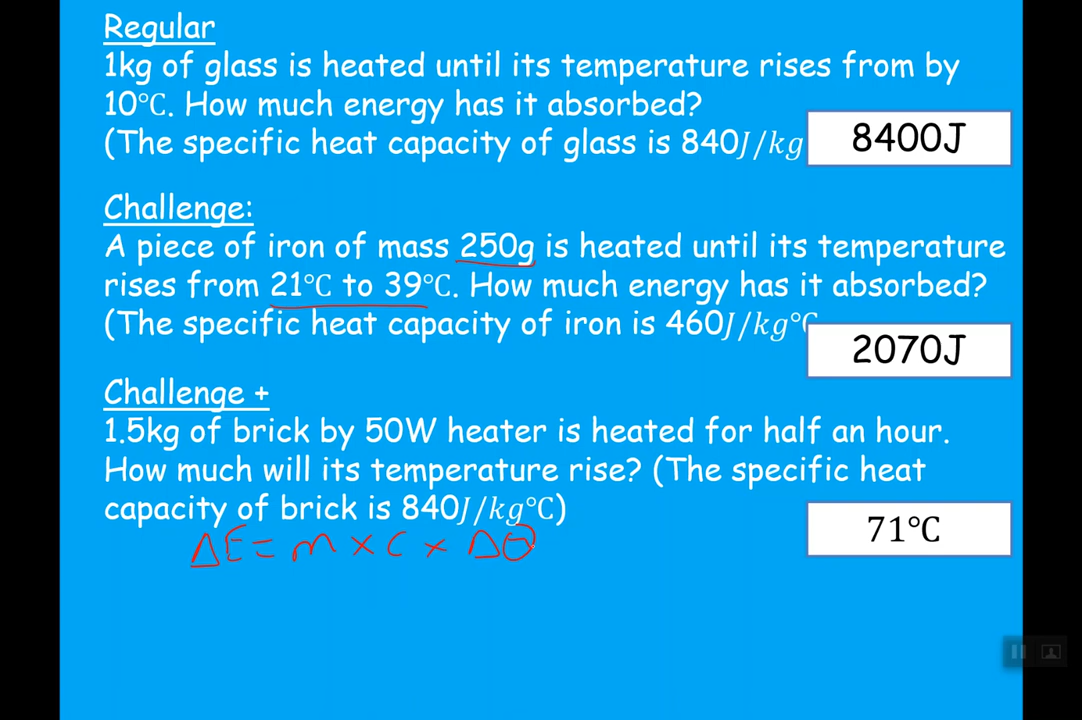 Regular
1kg of glass is heated until its temperature rises from by
10°C. How much energy has it absorbed?
(The specific heat capacity of glass is 840J/kg
8400J
Challenge:
A piece of iron of mass 250g is heated until its temperature
rises from 21°C to 39°C. How much energy has it absorbed?
(The specific heat capacity of iron is 460J/kg°C
2070J
Challenge +
1.5kg of brick by 50W heater is heated for half an hour.
How much will its temperature rise? (The specific heat
capacity of brick is 840J/kg°C)
71°C
ΔE = m × c × Δθ